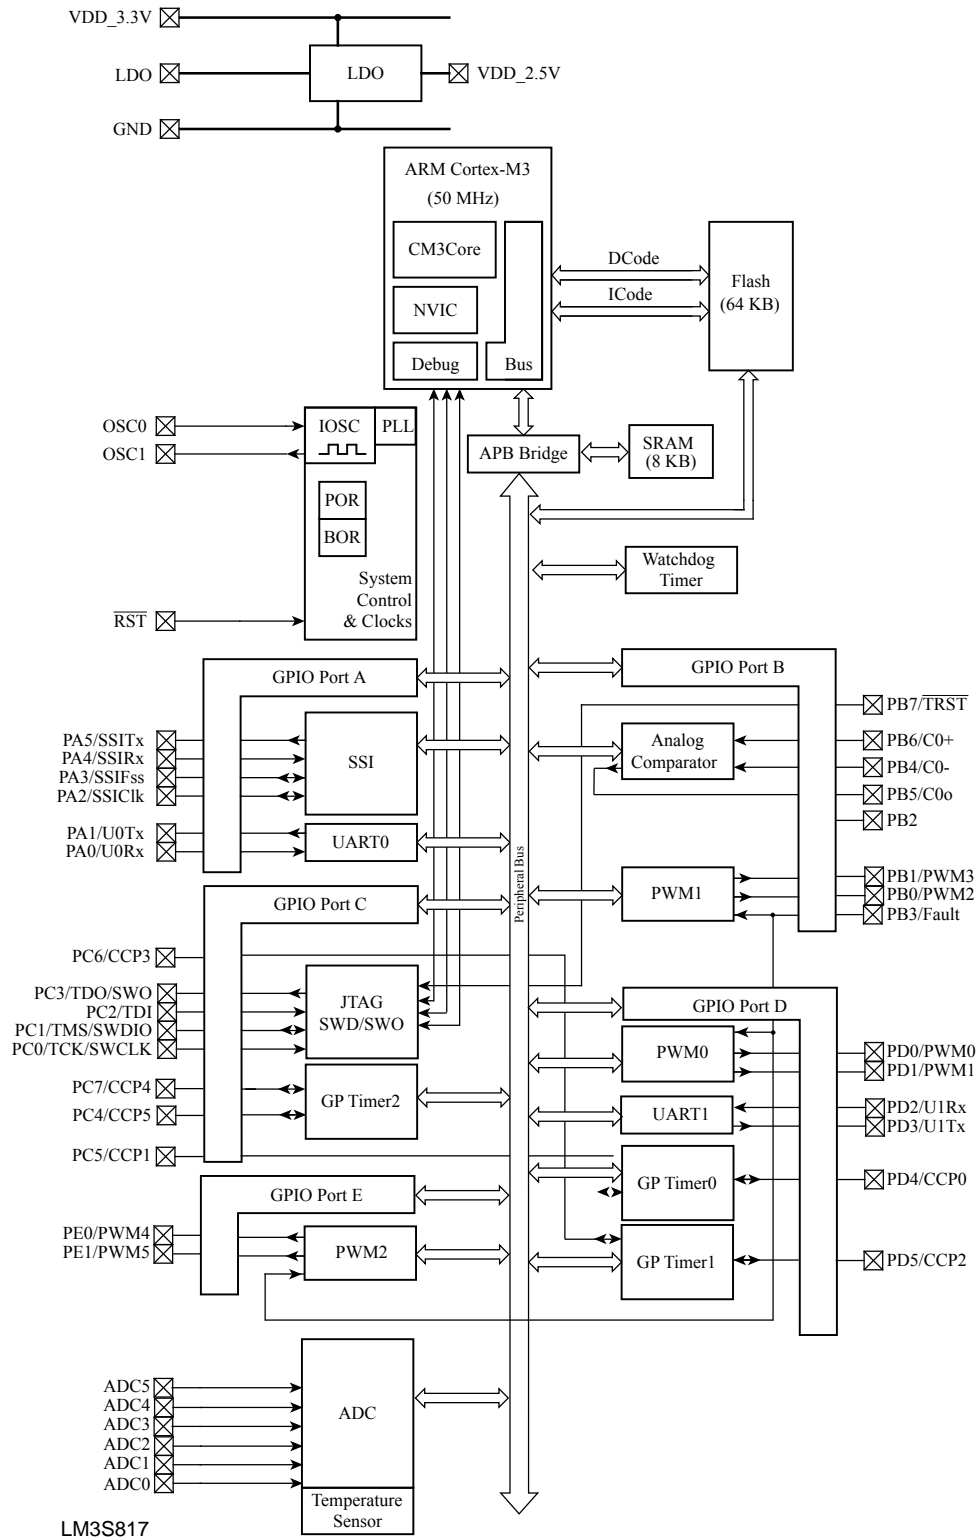 VDD_3.3V
LDO
LDO
VDD_2.5V
GND
ARM Cortex-M3
(50 MHz)
CM3Core
NVIC
Debug
Bus
DCode
ICode
Flash
(64 KB)
OSC0
OSC1
IOSC
PLL
POR
BOR
System
Control
& Clocks
RST
APB Bridge
SRAM
(8 KB)
Watchdog
Timer
Peripheral Bus
GPIO Port A
PA5/SSITx
PA4/SSIRx
PA3/SSIFss
PA2/SSIClk
SSI
PA1/U0Tx
PA0/U0Rx
UART0
GPIO Port B
PB7/TRST
Analog
Comparator
PB6/C0+
PB4/C0-
PB5/C0o
PB2
PWM1
PB1/PWM3
PB0/PWM2
PB3/Fault
GPIO Port C
PC6/CCP3
PC3/TDO/SWO
PC2/TDI
PC1/TMS/SWDIO
PC0/TCK/SWCLK
JTAG
SWD/SWO
PC7/CCP4
PC4/CCP5
GP Timer2
PC5/CCP1
GPIO Port D
PWM0
PD0/PWM0
PD1/PWM1
UART1
PD2/U1Rx
PD3/U1Tx
GP Timer0
PD4/CCP0
GP Timer1
PD5/CCP2
GPIO Port E
PE0/PWM4
PE1/PWM5
PWM2
ADC5
ADC4
ADC3
ADC2
ADC1
ADC0
ADC
Temperature
Sensor
LM3S817